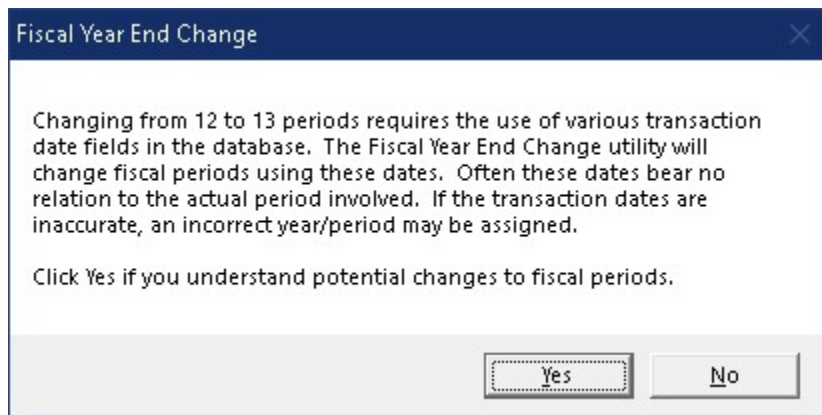 Fiscal Year End Change
Changing from 12 to 13 periods requires the use of various transaction
date fields in the database.  The Fiscal Year End Change utility will
change fiscal periods using these dates.  Often these dates bear no
relation to the actual period involved.  If the transaction dates are
inaccurate, an incorrect year/period may be assigned.
Click Yes if you understand potential changes to fiscal periods.
Yes
No